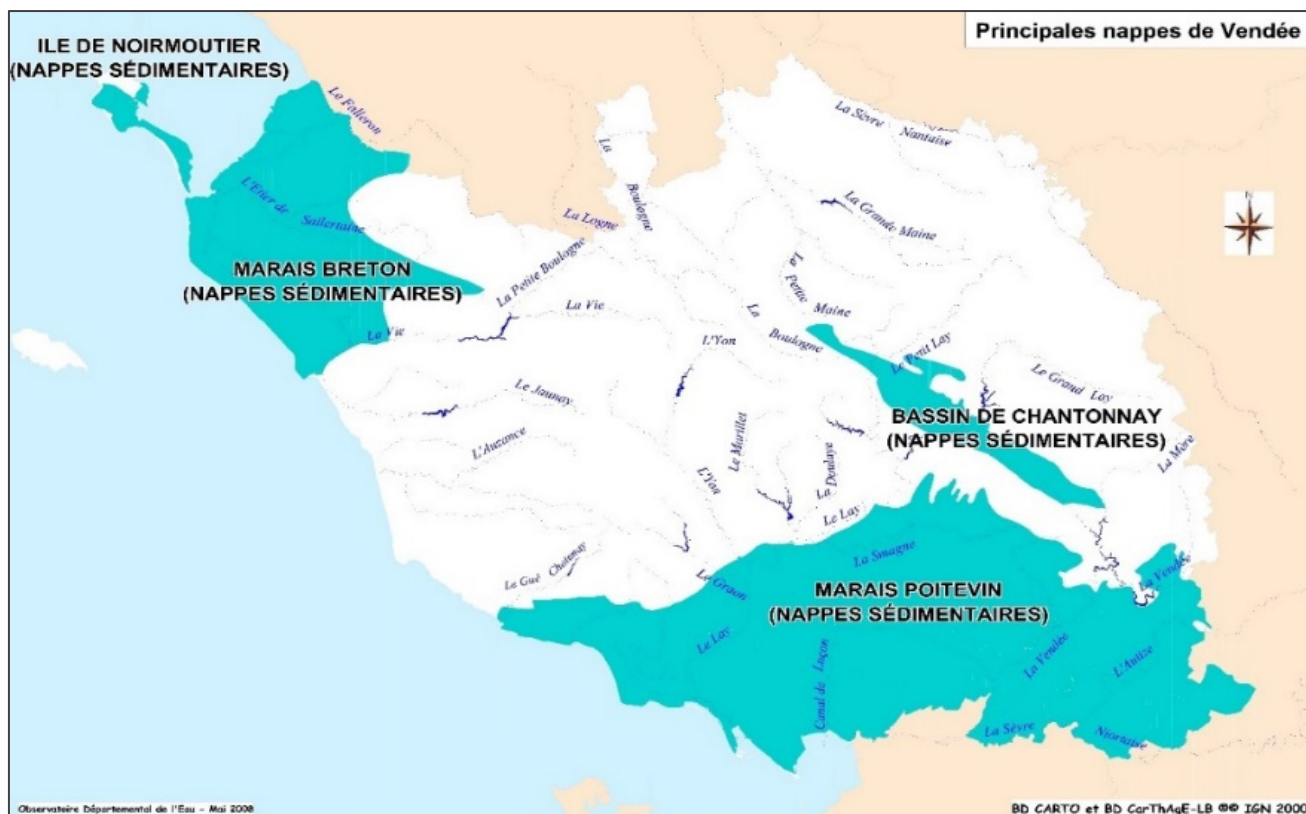 Principales nappes de Vendée
ILE DE NOIRMOUTIER
(NAPPES SÉDIMENTAIRES)
Le Falleron
La Sèvre Nantaise
La Boulogne
L'Etier de Sallertaine
La Logne
La Grande Maine
N
MARAIS BRETON
(NAPPES SÉDIMENTAIRES)
La Petite Boulogne
La Petite Maine
La Vie
La Vie
La Boulogne
L'Yon
Le Petit Lay
Le Grand Lay
Le Jaunay
BASSIN DE CHANTONNAY
(NAPPES SÉDIMENTAIRES)
L'Auzance
Le Marillet
La Mère
L'Yon
La Doulaye
Le Lay
La Smagne
Le Gué Chatenay
Le Graon
La Vendée
MARAIS POITEVIN
(NAPPES SÉDIMENTAIRES)
Le Lay
Canal de Luçon
La Vendée
L'Autize
La Sèvre Niortaise
Observatoire Départemental de l'Eau - Mai 2008
BD CARTO et BD CarThAgE-LB ©© IGN 2000